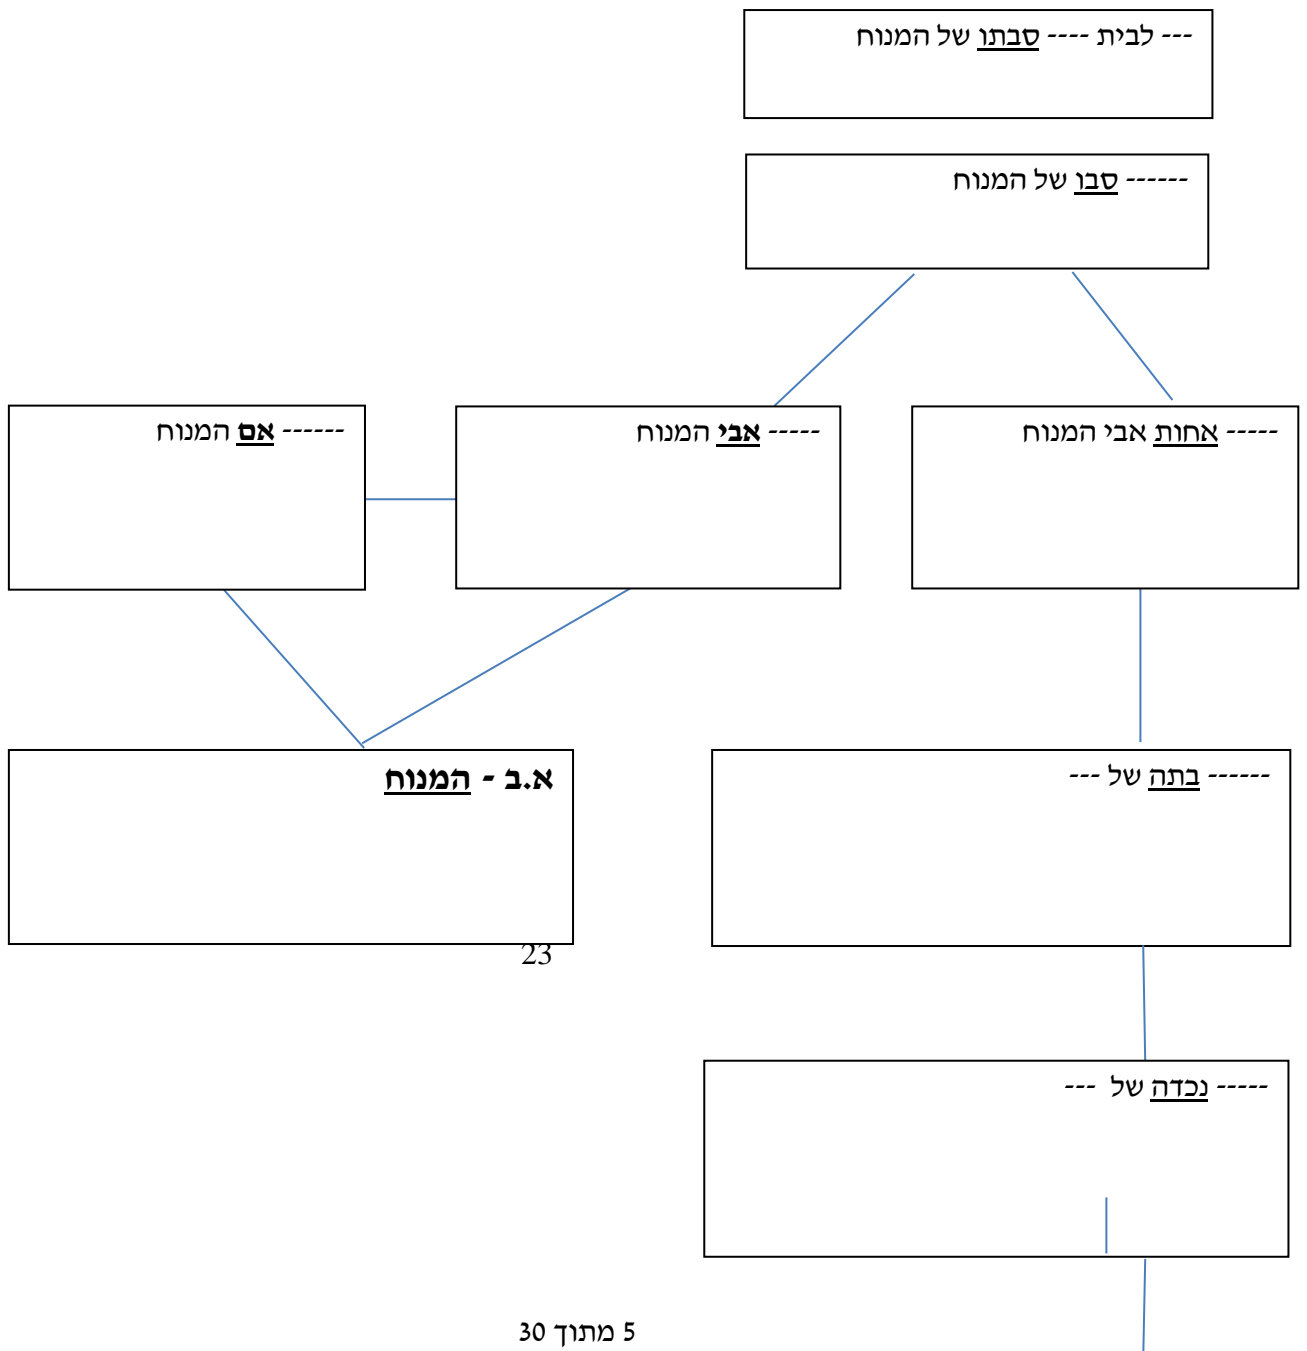 --- לבית ---- סבתו של המנוח
------ סבו של המנוח
----- אחות אבי המנוח
----- אבי המנוח
------ אם המנוח
------ בתה של ---
א.ב - המנוח
23
----- נכדה של ---
5 מתוך 30